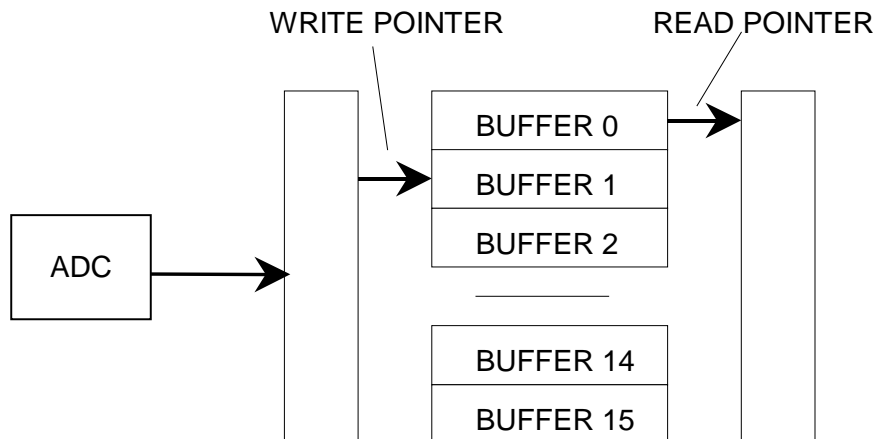 WRITE POINTER
READ POINTER
BUFFER 0
BUFFER 1
BUFFER 2
ADC
BUFFER 14
BUFFER 15